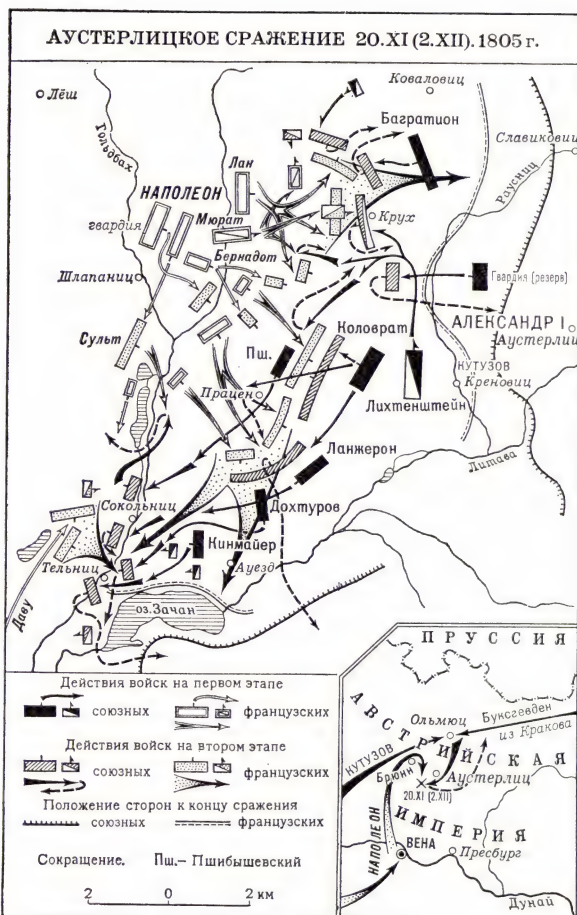 АУСТЕРЛИЦКОЕ СРАЖЕНИЕ 20.XI (2.XII). 1805 г.
Лёш
Гольдбах
Коваловиц
Багратион
Славиковиц
Раусниц
Лан
НАПОЛЕОН
гвардия
Мюрат
Крух
Бернадот
Шлапаниц
Гвардия (резерв)
АЛЕКСАНДР I
Аустерлиц
Сульт
Пш.
Коловрат
КУТУЗОВ
Креновиц
Працен
Лихтенштейн
Ланжерон
Литава
Сокольниц
Дохтуров
Кинмайер
Тельниц
Ауезд
Даву
оз. Зачан
Действия войск на первом этапе
союзных французских
Действия войск на втором этапе
союзных французских
Положение сторон к концу сражения
союзных французских
Сокращение. Пш.– Пшибышевский
2 0 2 км
ПРУССИЯ
АВСТРИЙСКАЯ
Ольмюц
Буксгевден
из Кракова
КУТУЗОВ
Брюнн
Аустерлиц
20.XI (2.XII)
ИМПЕРИЯ
НАПОЛЕОН
ВЕНА
Пресбург
Дунай